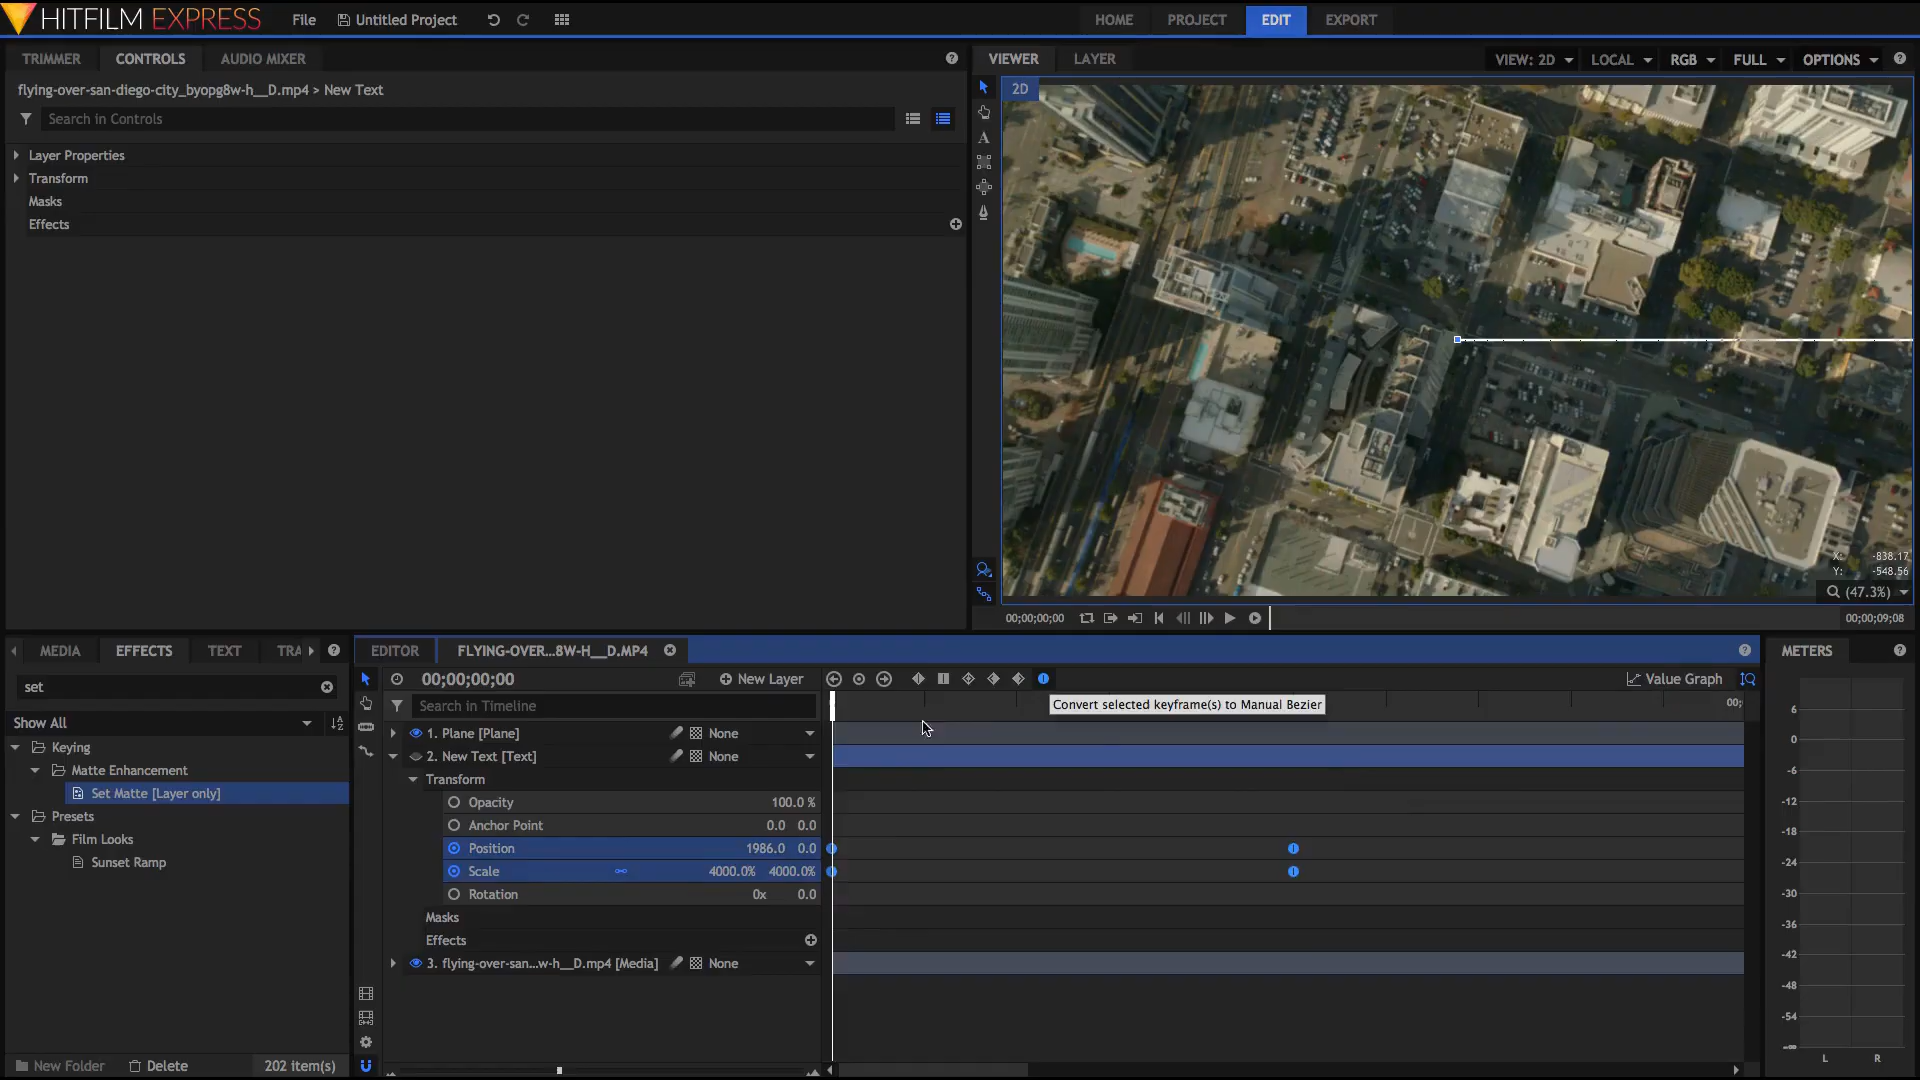 HITFILM EXPRESS
File
Untitled Project
HOME
PROJECT
EDIT
EXPORT
TRIMMER
CONTROLS
AUDIO MIXER
flying-over-san-diego-city_byopg8w-h__D.mp4 > New Text
Search in Controls
Layer Properties
Transform
Masks
Effects
VIEWER
LAYER
VIEW: 2D
LOCAL
RGB
FULL
OPTIONS
2D
X: -838.17
Y: -548.56
(47.3%)
00;00;00;00
00;00;09;08
MEDIA
EFFECTS
TEXT
TRA
set
Show All
Keying
Matte Enhancement
Set Matte [Layer only]
Presets
Film Looks
Sunset Ramp
New Folder
Delete
202 item(s)
EDITOR
FLYING-OVER...8W-H__D.MP4
00;00;00;00
New Layer
Value Graph
Search in Timeline
Convert selected keyframe(s) to Manual Bezier
00;
1. Plane [Plane]
None
2. New Text [Text]
None
Transform
Opacity
100.0 %
Anchor Point
0.0 0.0
Position
1986.0 0.0
Scale
4000.0% 4000.0%
Rotation
0x 0.0
Masks
Effects
3. flying-over-san...w-h__D.mp4 [Media]
None
METERS
6
0
-6
-12
-18
-24
-30
-36
-42
-48
-54
-∞
L
R